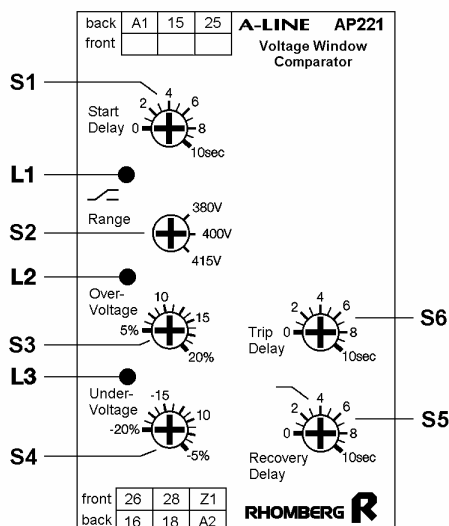 back A1 15 25 A-LINE AP221
front
Voltage Window
Comparator
S1
4
2 6
Start
Delay 0 8
10sec
L1
Range
380V
S2 400V
415V
L2
Over-
Voltage
10
15
5%
20%
S3
L3
Under-
Voltage
-15
10
-20%
-5%
S4
4
2 6
S6
Trip
Delay 0 8
10sec
4
2 6
S5
0 8
Recovery
Delay
10sec
front 26 28 Z1
back 16 18 A2
RHOMBERG R